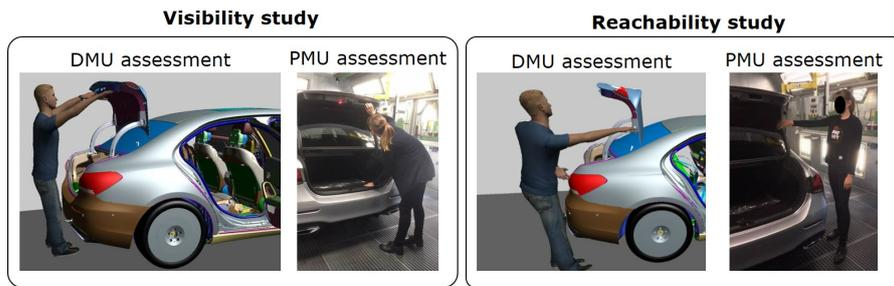 Visibility study
Reachability study
DMU assessment
PMU assessment
DMU assessment
PMU assessment